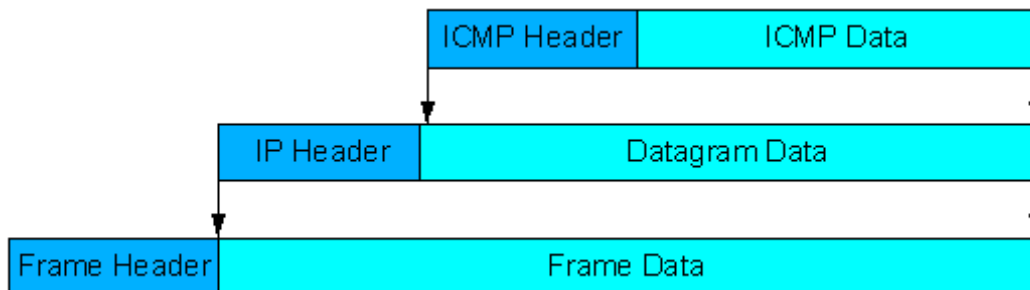 ICMP Header ICMP Data
IP Header Datagram Data
Frame Header Frame Data